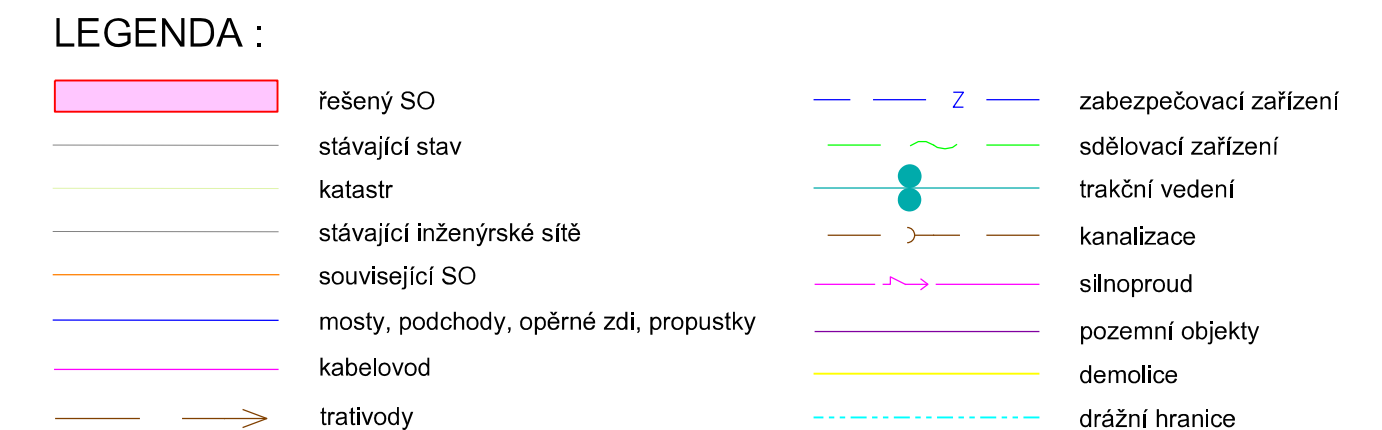 LEGENDA :
řešený SO
stávající stav
katastr
stávající inženýrské sítě
související SO
mosty, podchody, opěrné zdi, propustky
kabelovod
trativody
Z
zabezpečovací zařízení
sdělovací zařízení
trakční vedení
kanalizace
silnoproud
pozemní objekty
demolice
drážní hranice